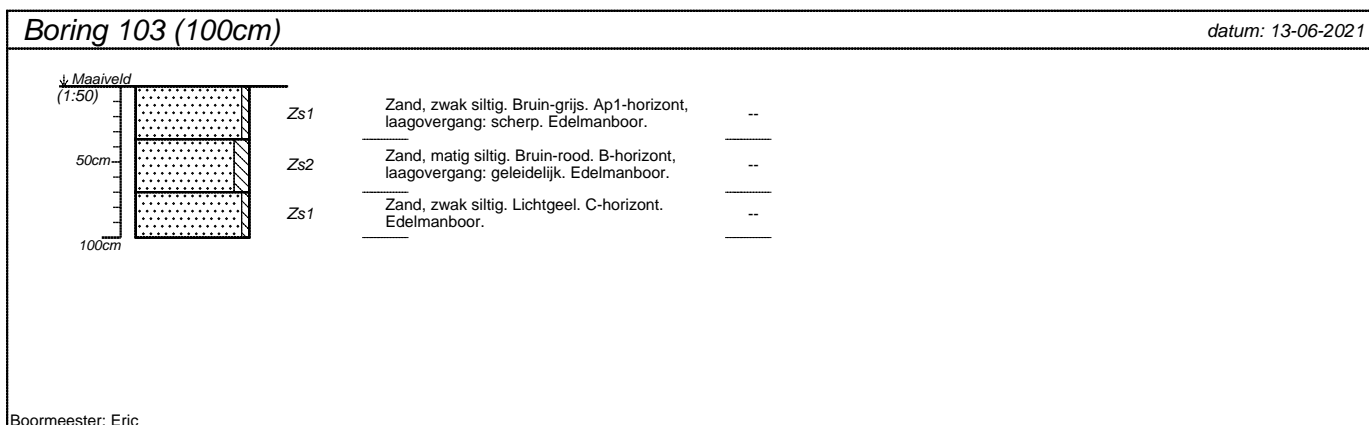 Boring 103 (100cm)
datum: 13-06-2021
Maaiveld
(1:50)
Zs1
Zand, zwak siltig. Bruin-grijs. Ap1-horizont,
laagovergang: scherp. Edelmanboor.
--
50cm
Zs2
Zand, matig siltig. Bruin-rood. B-horizont,
laagovergang: geleidelijk. Edelmanboor.
--
Zs1
Zand, zwak siltig. Lichtgeel. C-horizont.
Edelmanboor.
--
100cm
Boormeester: Eric